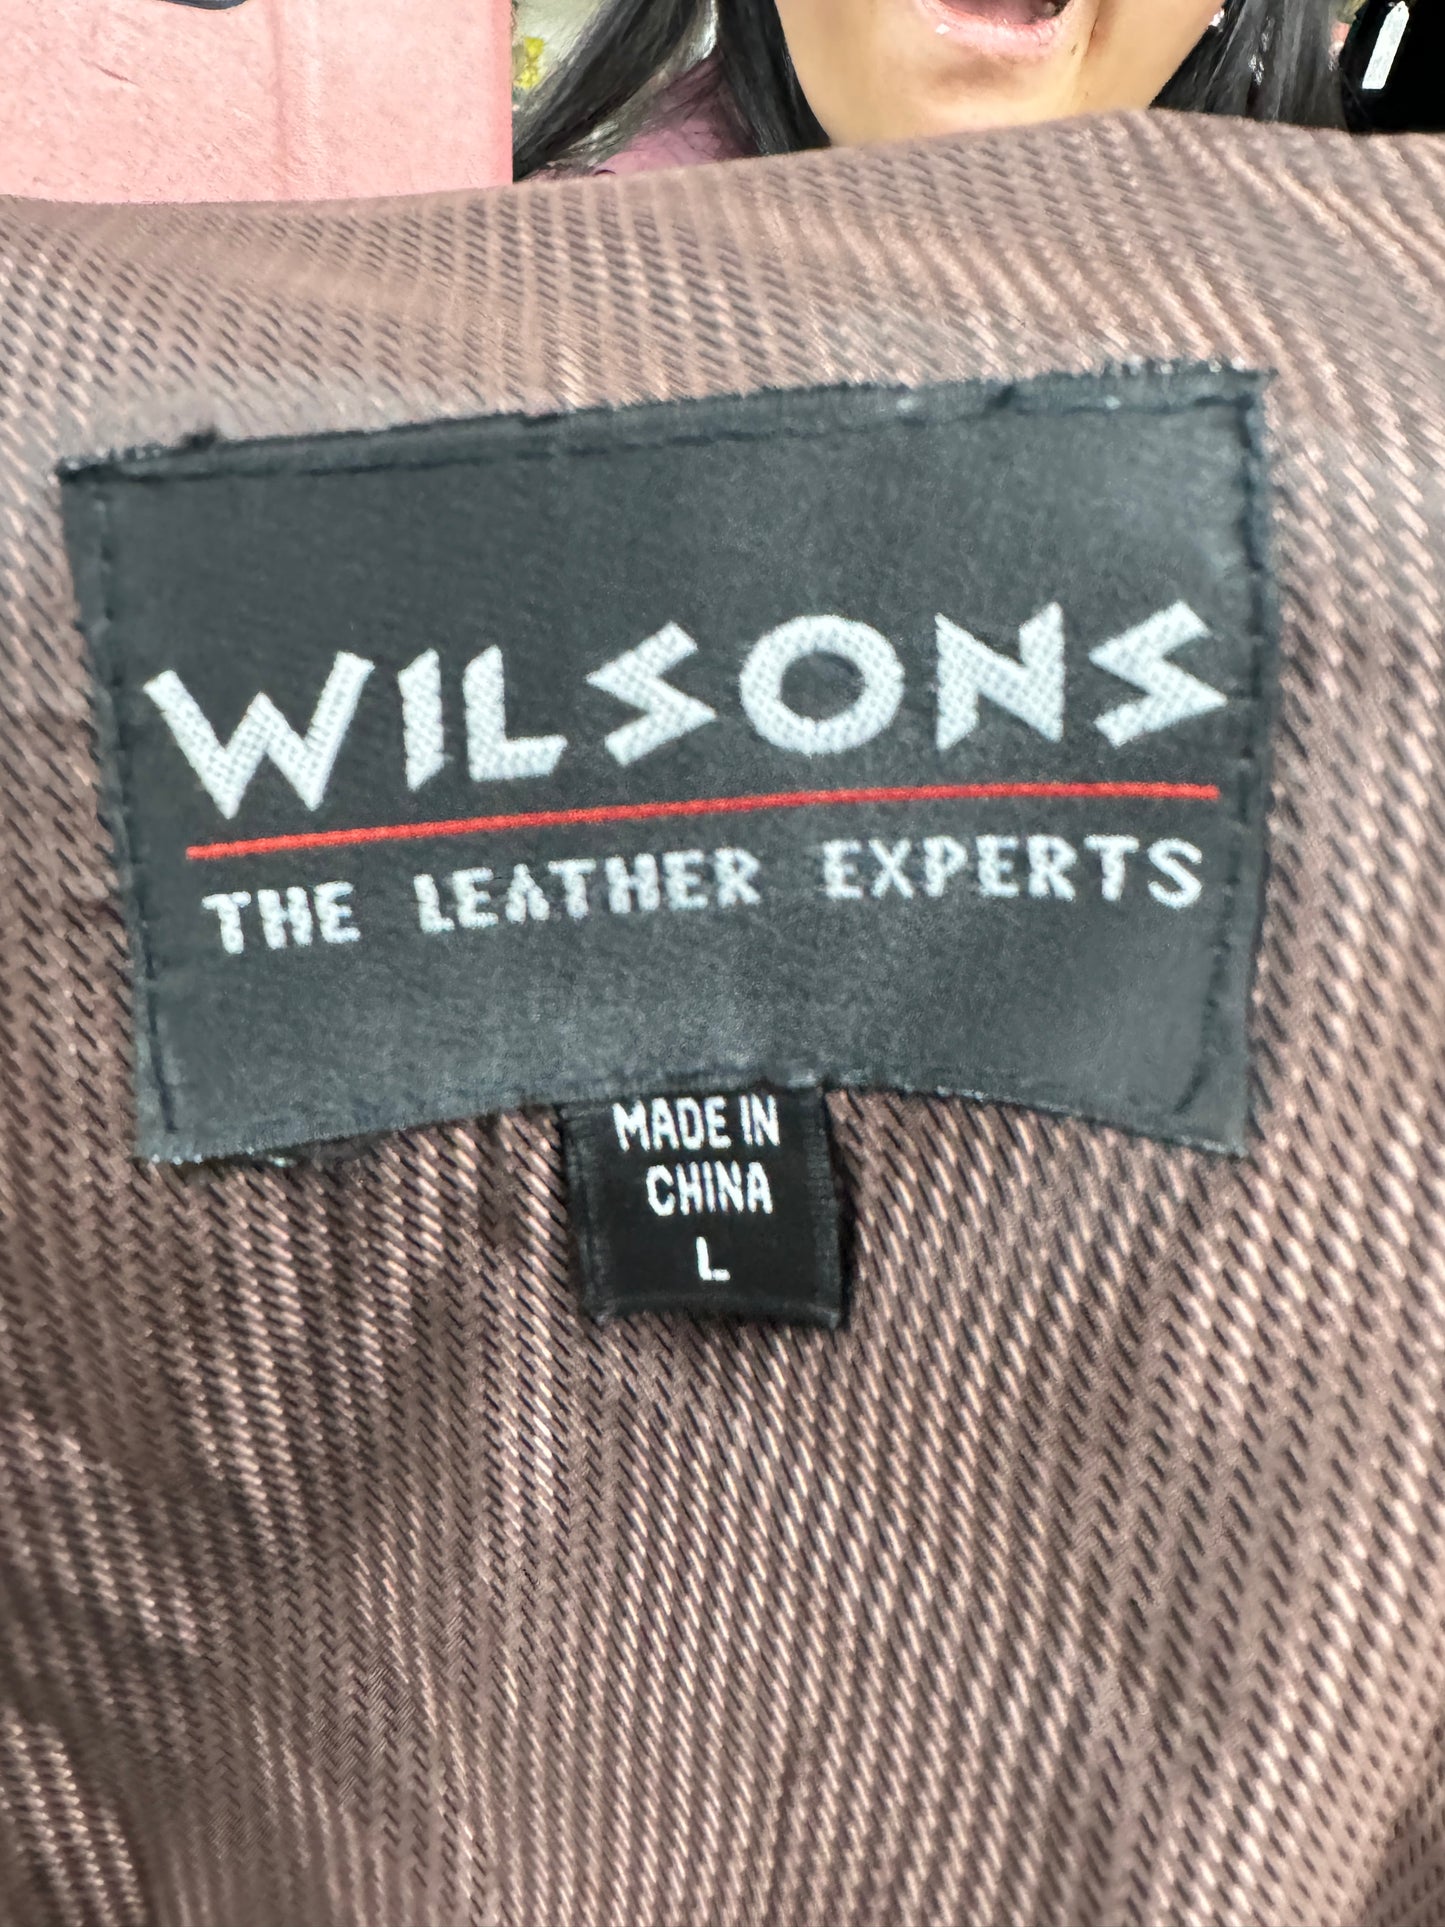 WILSONS
THE LEATHER EXPERTS
MADE IN
CHINA
L